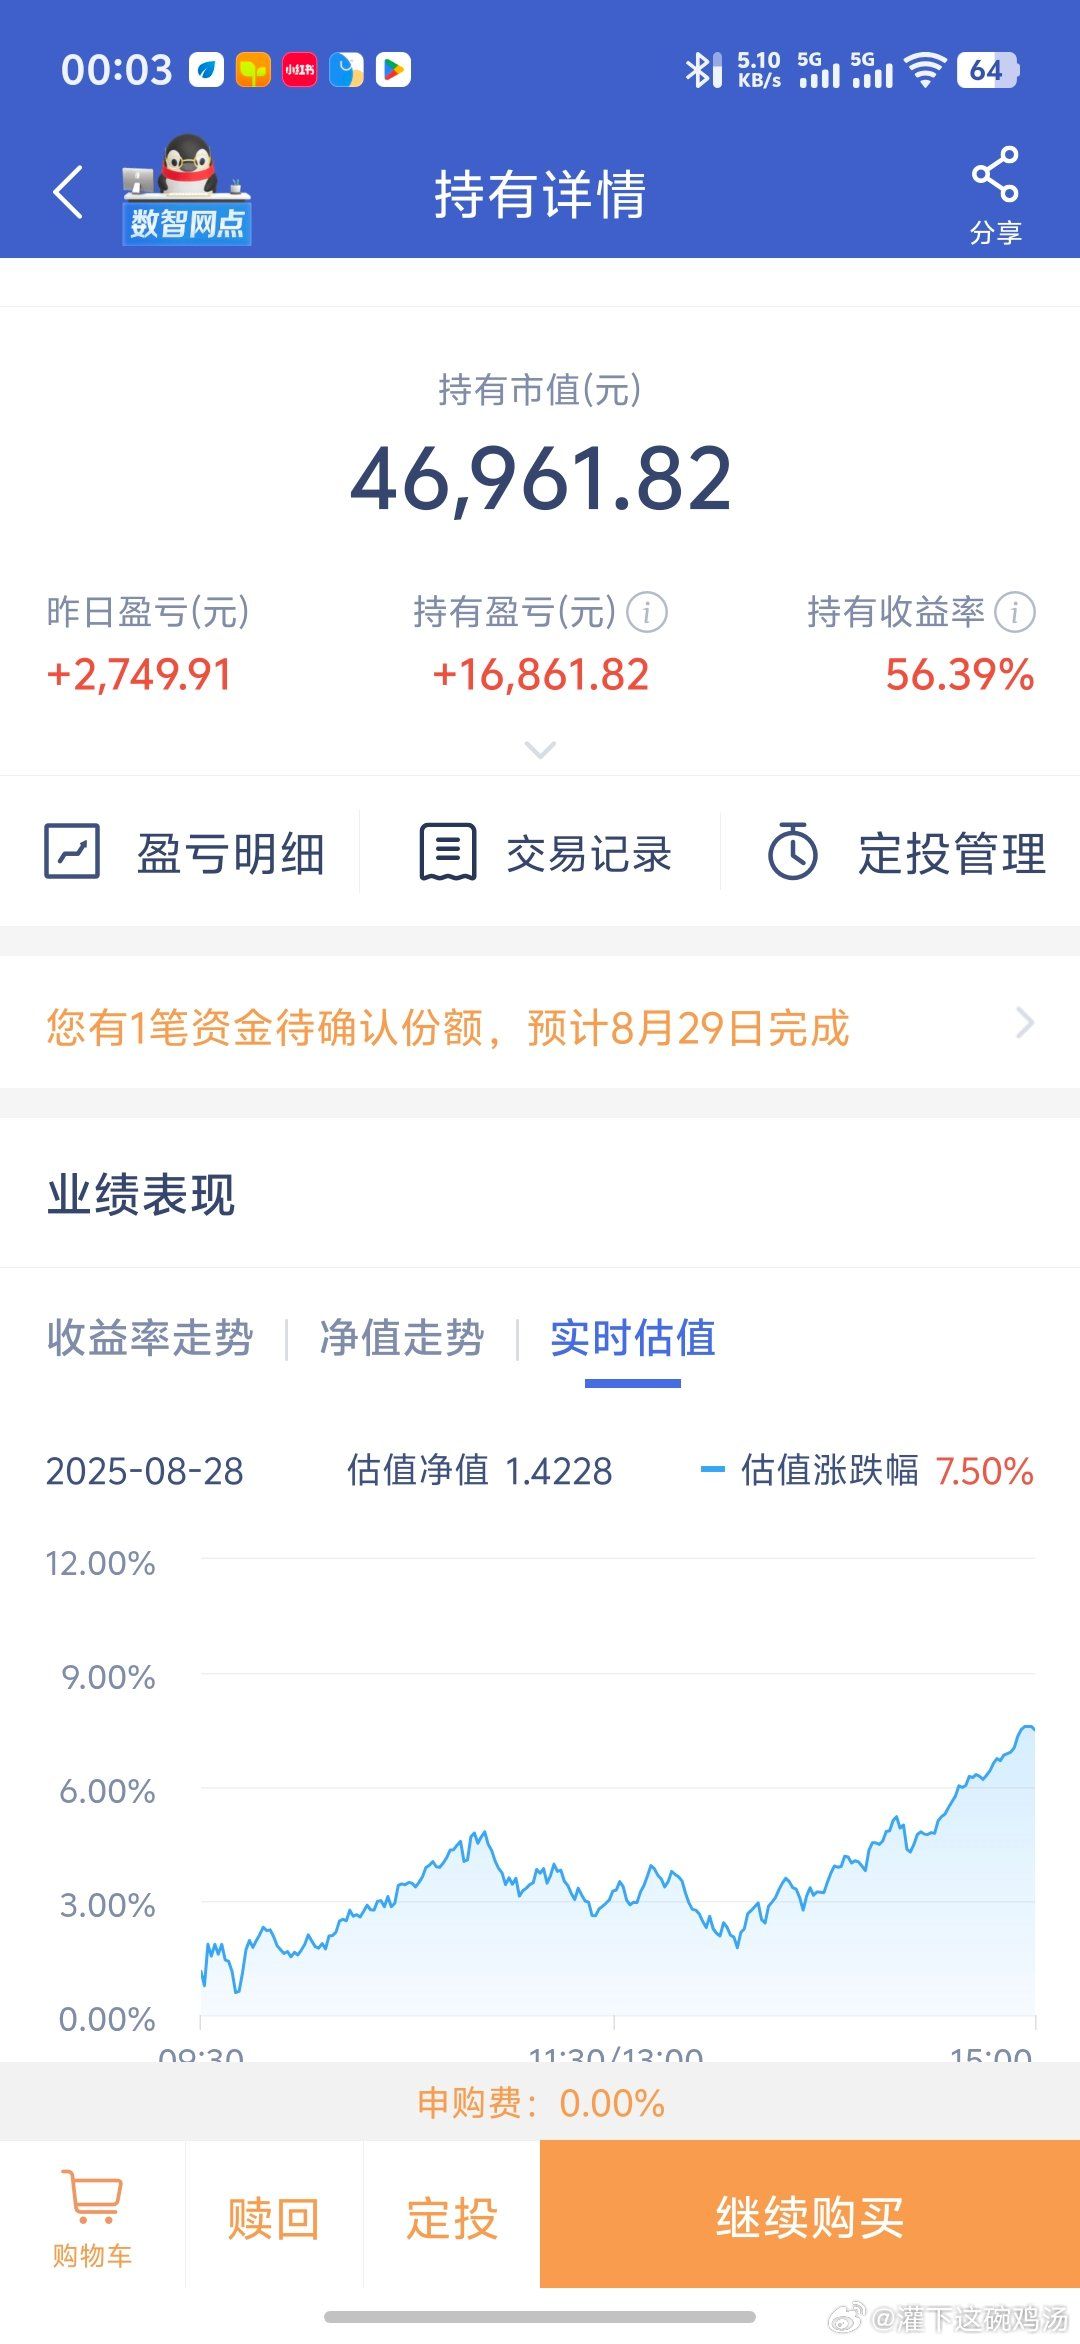 00:03 小红书 5.10 KB/s 5G 5G 64
数智网点 持有详情 分享
持有市值(元)
46,961.82
昨日盈亏(元) 持有盈亏(元) i 持有收益率 i
+2,749.91 +16,861.82 56.39%
盈亏明细 交易记录 定投管理
您有1笔资金待确认份额，预计8月29日完成
业绩表现
收益率走势 净值走势 实时估值
2025-08-28 估值净值 1.4228 估值涨跌幅 7.50%
12.00%
9.00%
6.00%
3.00%
0.00%
09:30 11:30/13:00 15:00
申购费：0.00%
购物车 赎回 定投 继续购买
@灌下这碗鸡汤